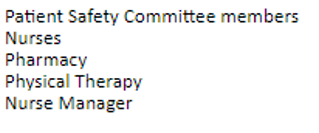 Patient Safety Committee members
Nurses
Pharmacy
Physical Therapy
Nurse Manager